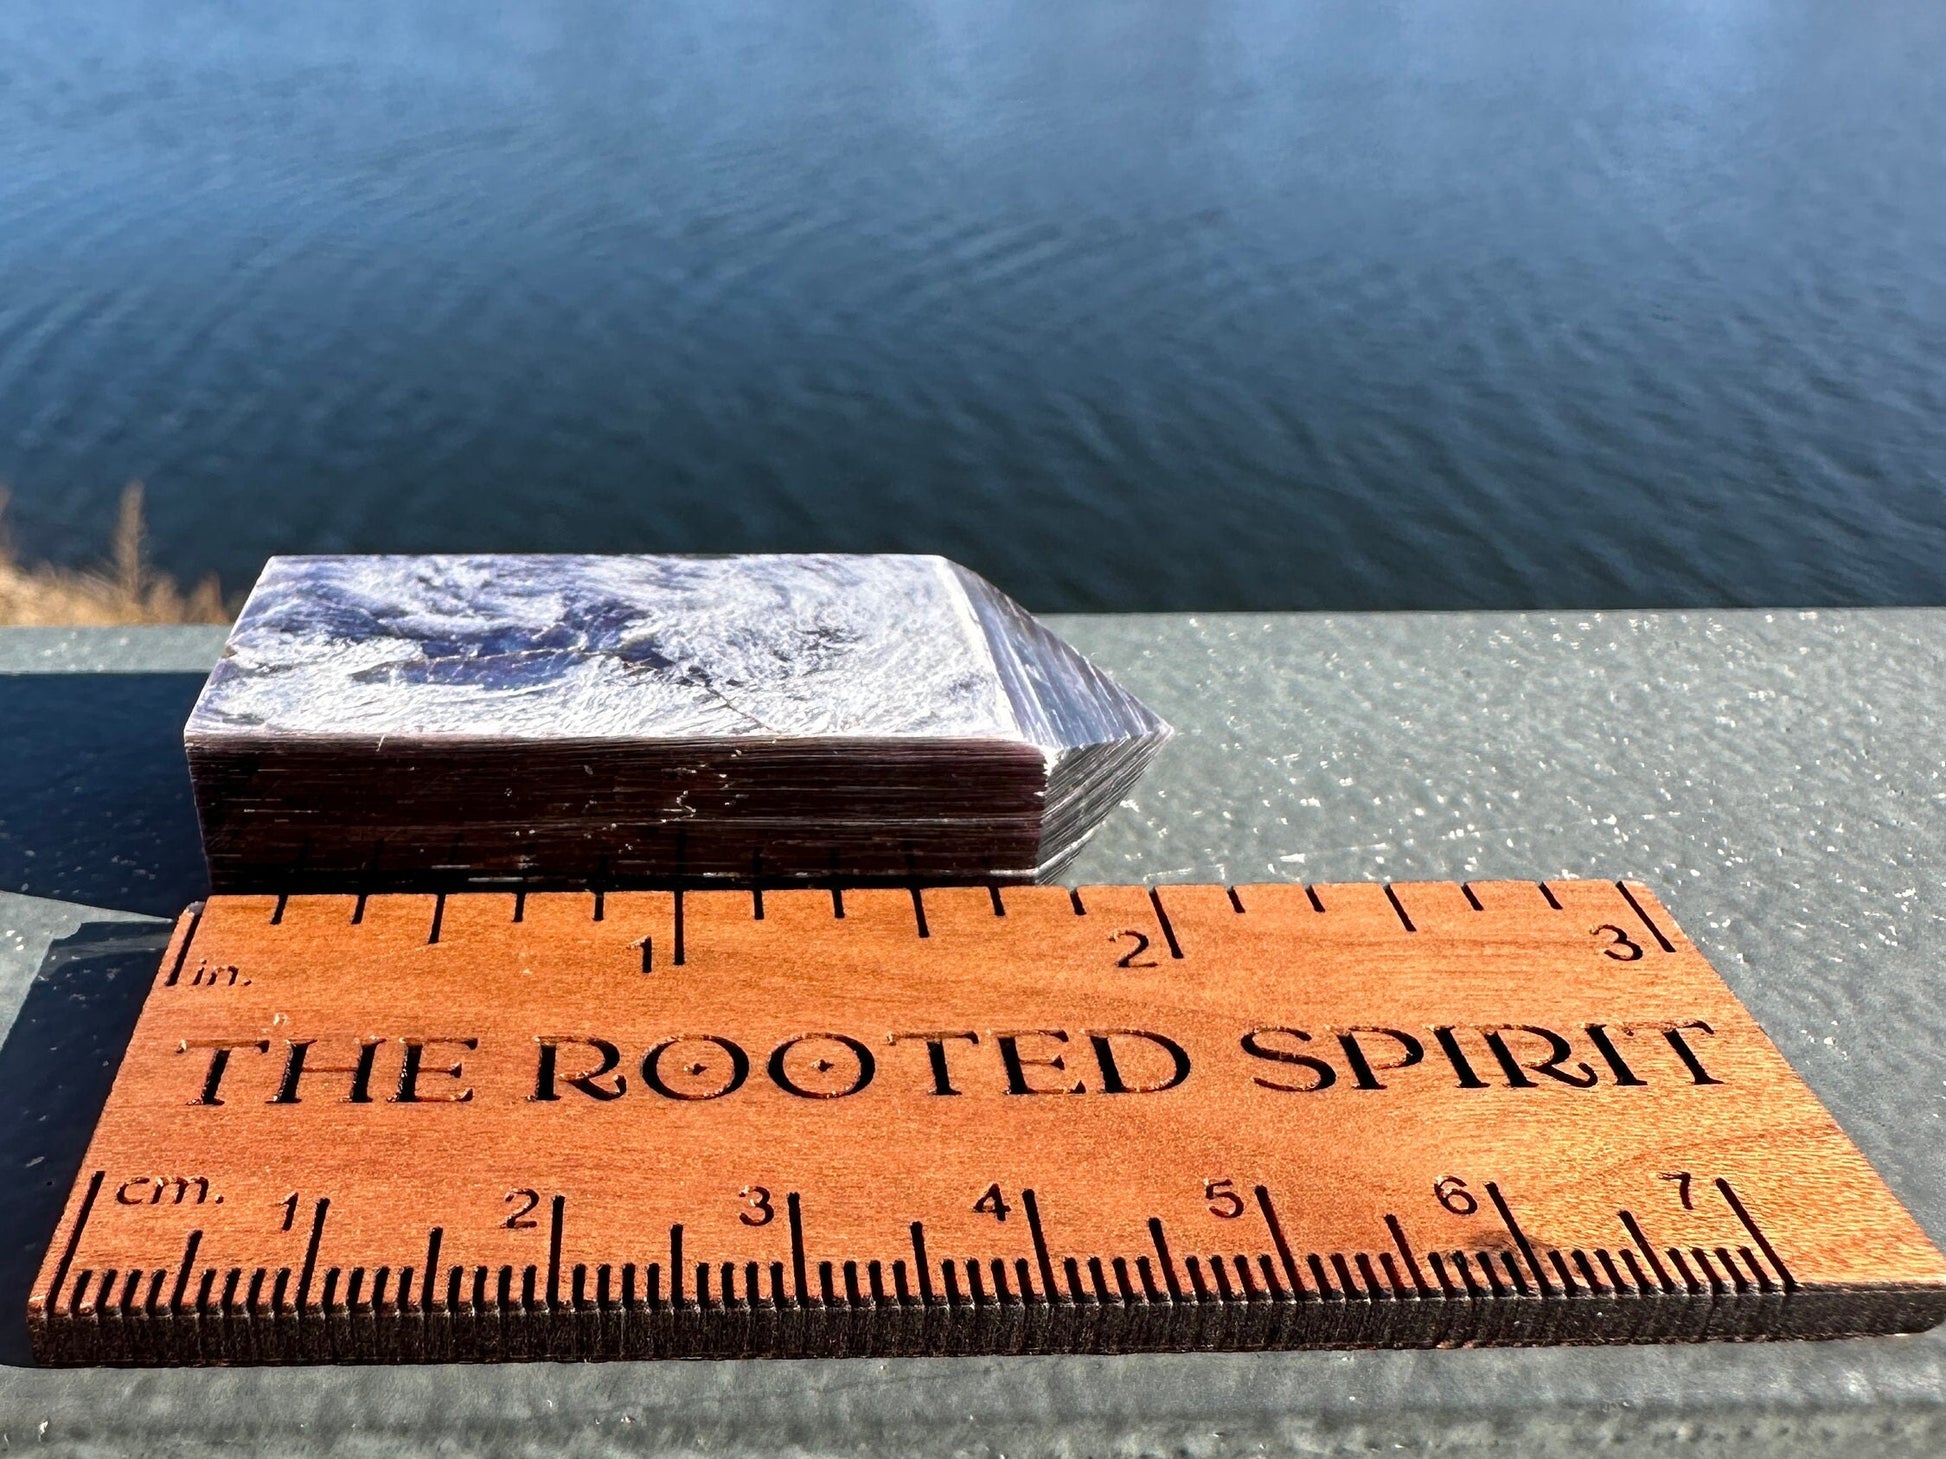 1 2 3
in.
THE ROOTED SPIRIT
cm. 1 2 3 4 5 6 7